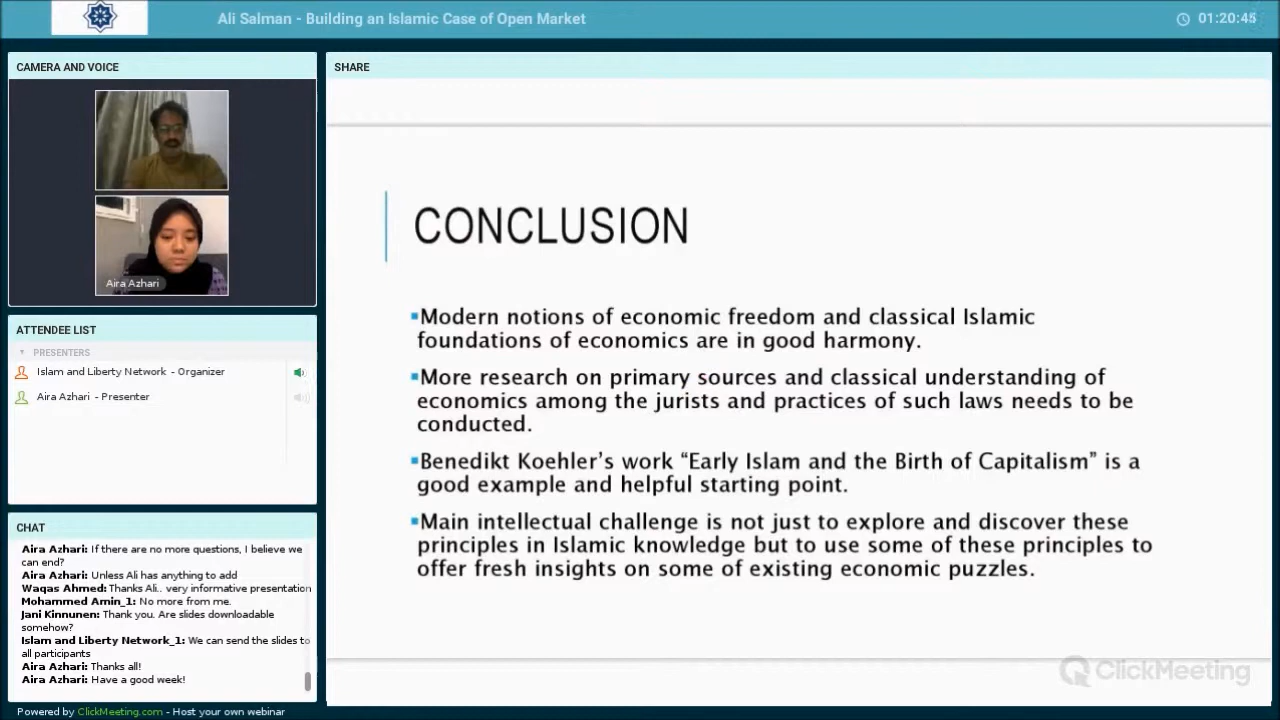 Ali Salman - Building an Islamic Case of Open Market
01:20:45
CAMERA AND VOICE
Aira Azhari
ATTENDEE LIST
PRESENTERS
Islam and Liberty Network - Organizer
Aira Azhari - Presenter
CHAT
Aira Azhari: If there are no more questions, I believe we
can end?
Aira Azhari: Unless Ali has anything to add
Waqas Ahmed: Thanks Ali.. very informative presentation
Mohammed Amin_1: No more from me.
Jani Kinnunen: Thank you. Are slides downloadable
somehow?
Islam and Liberty Network_1: We can send the slides to
all participants
Aira Azhari: Thanks all!
Aira Azhari: Have a good week!
Powered by ClickMeeting.com - Host your own webinar
SHARE
CONCLUSION
▪Modern notions of economic freedom and classical Islamic
foundations of economics are in good harmony.
▪More research on primary sources and classical understanding of
economics among the jurists and practices of such laws needs to be
conducted.
▪Benedikt Koehler's work “Early Islam and the Birth of Capitalism” is a
good example and helpful starting point.
▪Main intellectual challenge is not just to explore and discover these
principles in Islamic knowledge but to use some of these principles to
offer fresh insights on some of existing economic puzzles.
ClickMeeting